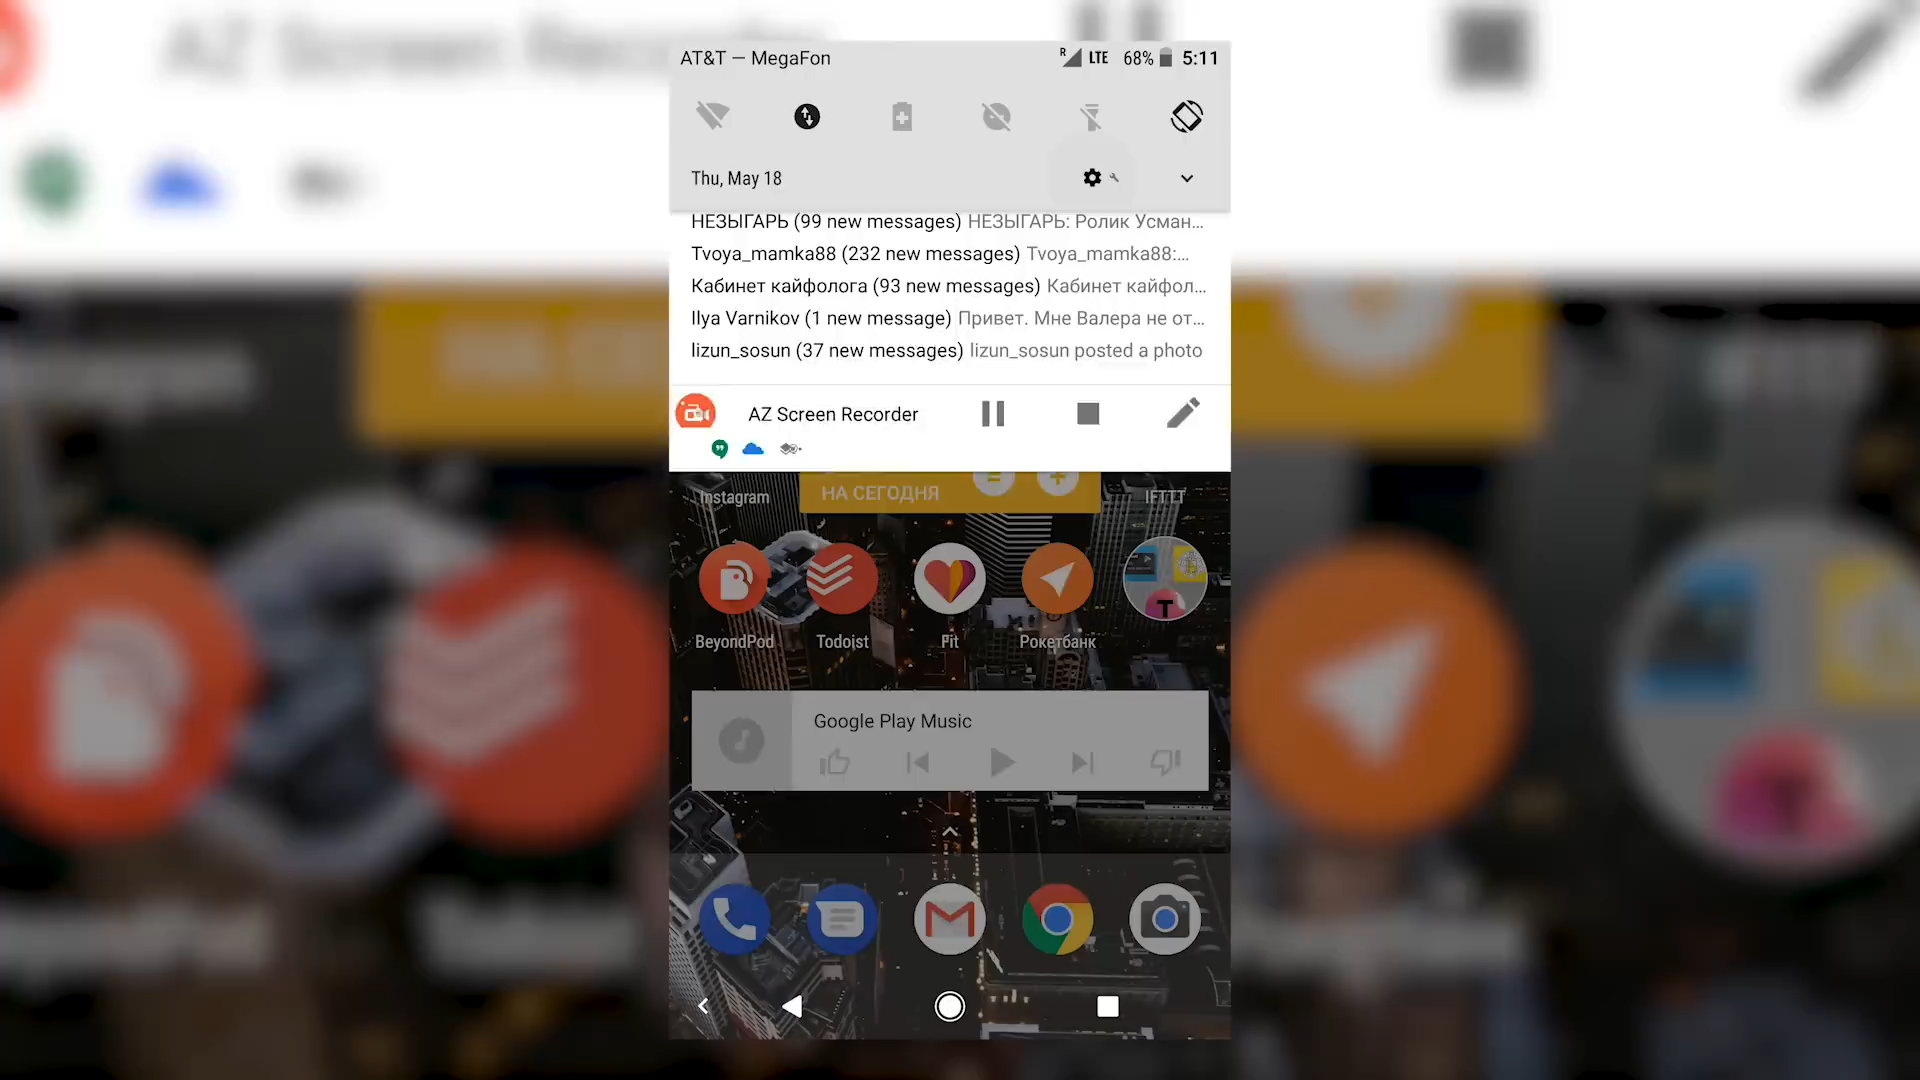 AZ Screen Recorder
AT&T — MegaFon
R
LTE
68%
5:11
Thu, May 18
НЕЗЫГАРЬ (99 new messages) НЕЗЫГАРЬ: Ролик Усман...
Tvoya_mamka88 (232 new messages) Tvoya_mamka88:...
Кабинет кайфолога (93 new messages) Кабинет кайфол...
Ilya Varnikov (1 new message) Привет. Мне Валера не от...
lizun_sosun (37 new messages) lizun_sosun posted a photo
AZ Screen Recorder
Instagram
НА СЕГОДНЯ
IFTTT
BeyondPod
Todoist
Fit
Рокетбанк
Google Play Music